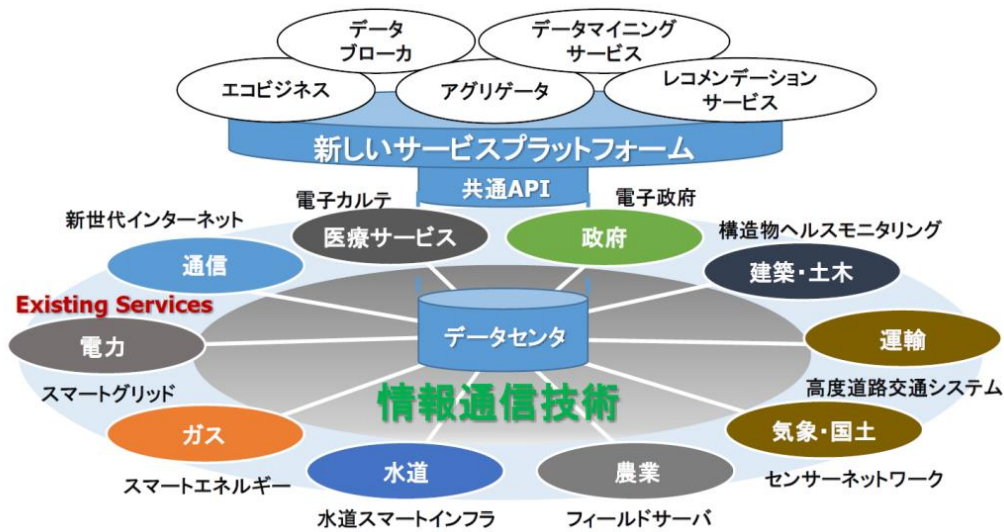 データ
ブローカ
データマイニング
サービス
エコビジネス
アグリゲータ
レコメンデーション
サービス
新しいサービスプラットフォーム
共通API
電子カルテ
電子政府
新世代インターネット
医療サービス
政府
構造物ヘルスモニタリング
通信
建築・土木
Existing Services
電力
データセンタ
運輸
スマートグリッド
情報通信技術
高度道路交通システム
ガス
気象・国土
スマートエネルギー
水道
農業
センサーネットワーク
水道スマートインフラ
フィールドサーバ